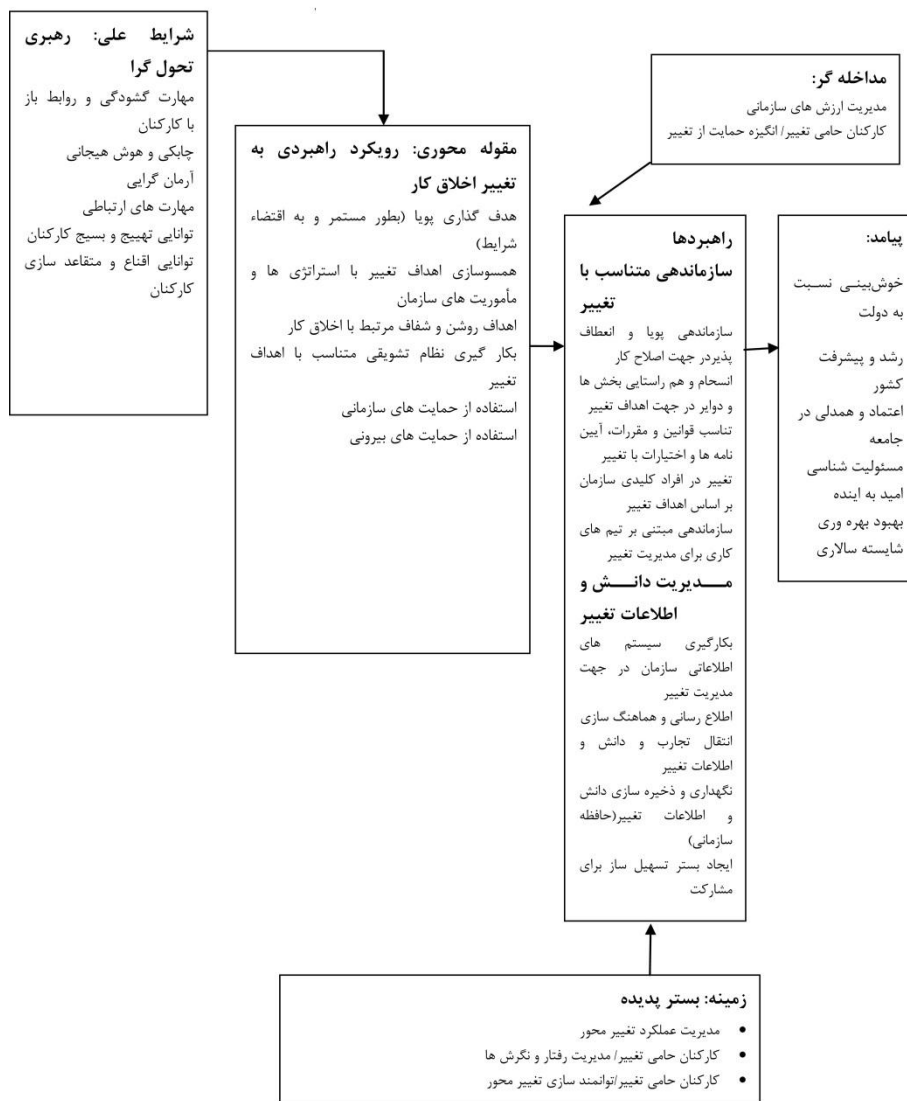 شرایط علی: رهبری
تحول گرا
مهارت گشودگی و روابط باز
با کارکنان
چابکی و هوش هیجانی
آرمان گرایی
مهارت های ارتباطی
توانایی تهییج و بسیج کارکنان
توانایی اقناع و متقاعد سازی
کارکنان
مقوله محوری: رویکرد راهبردی به
تغییر اخلاق کار
هدف گذاری پویا (بطور مستمر و به اقتضاء
شرایط)
همسوسازی اهداف تغییر با استراتژی ها و
مأموریت های سازمان
اهداف روشن و شفاف مرتبط با اخلاق کار
بکار گیری نظام تشویقی متناسب با اهداف
تغییر
استفاده از حمایت های سازمانی
استفاده از حمایت های بیرونی
مداخله گر:
مدیریت ارزش های سازمانی
کارکنان حامی تغییر/ انگیزه حمایت از تغییر
راهبردها
سازماندهی متناسب با
تغییر
سازماندهی پویا و انعطاف
پذیردر جهت اصلاح کار
انسحام و هم راستایی بخش ها
و دوایر در جهت اهداف تغییر
تناسب قوانین و مقررات، آیین
نامه ها و اختیارات با تغییر
تغییر در افراد کلیدی سازمان
بر اساس اهداف تغییر
سازماندهی مبتنی بر تیم های
کاری برای مدیریت تغییر
مـــدیریت دانـــش و
اطلاعات تغییر
بکارگیری سیستم های
اطلاعاتی سازمان در جهت
مدیریت تغییر
اطلاع رسانی و هماهنگ سازی
انتقال تجارب و دانش و
اطلاعات تغییر
نگهداری و ذخیره سازی دانش
و اطلاعات تغییر(حافظه
سازمانی)
ایجاد بستر تسهیل ساز برای
مشارکت
پیامد:
خوش‌بینـی نسـبت
به دولت
رشد و پیشرفت
کشور
اعتماد و همدلی در
جامعه
مسئولیت شناسی
امید به اینده
بهبود بهره وری
شایسته سالاری
زمینه: بستر پدیده
• مدیریت عملکرد تغییر محور
• کارکنان حامی تغییر/ مدیریت رفتار و نگرش ها
• کارکنان حامی تغییر/توانمند سازی تغییر محور